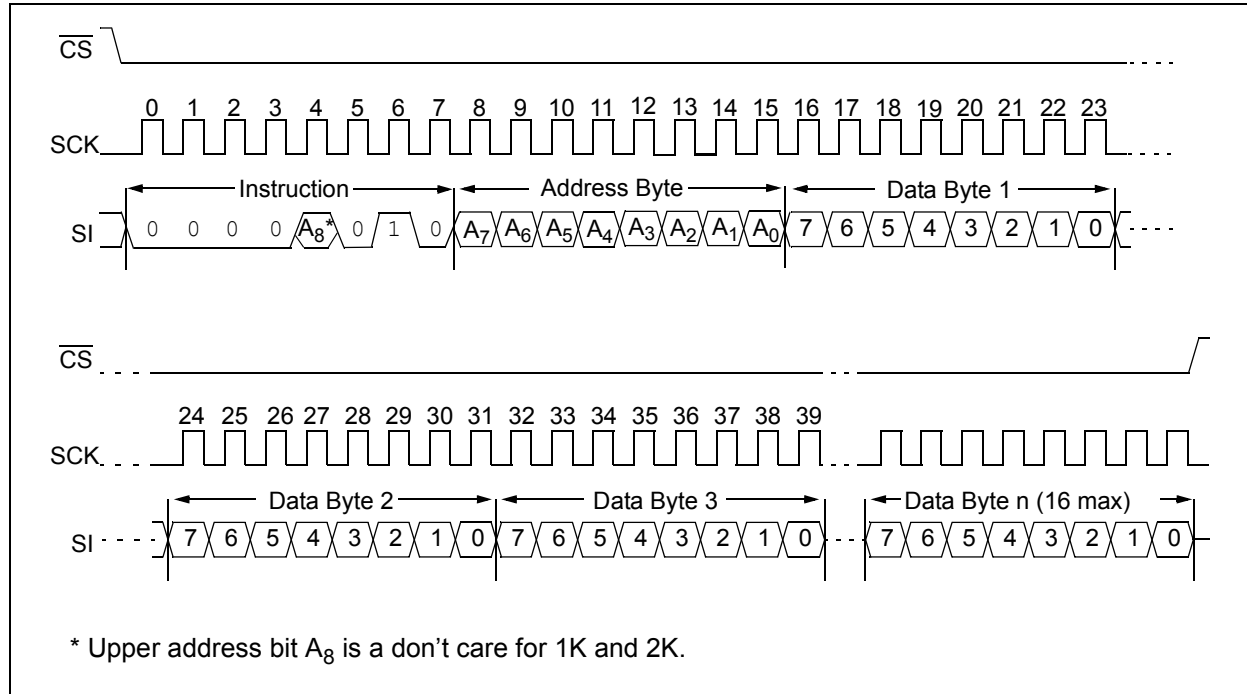 CS
0 1 2 3 4 5 6 7 8 9 10 11 12 13 14 15 16 17 18 19 20 21 22 23
SCK
Instruction Address Byte Data Byte 1
SI 0 0 0 0 A8* 0 1 0 A7 A6 A5 A4 A3 A2 A1 A0 7 6 5 4 3 2 1 0
CS
24 25 26 27 28 29 30 31 32 33 34 35 36 37 38 39
SCK
Data Byte 2 Data Byte 3 Data Byte n (16 max)
SI 7 6 5 4 3 2 1 0 7 6 5 4 3 2 1 0 7 6 5 4 3 2 1 0
* Upper address bit A8 is a don’t care for 1K and 2K.